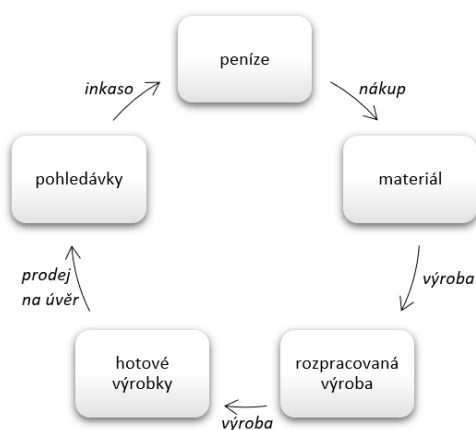 peníze
nákup
materiál
výroba
rozpracovaná
výroba
výroba
hotové
výrobky
prodej
na úvěr
pohledávky
inkaso